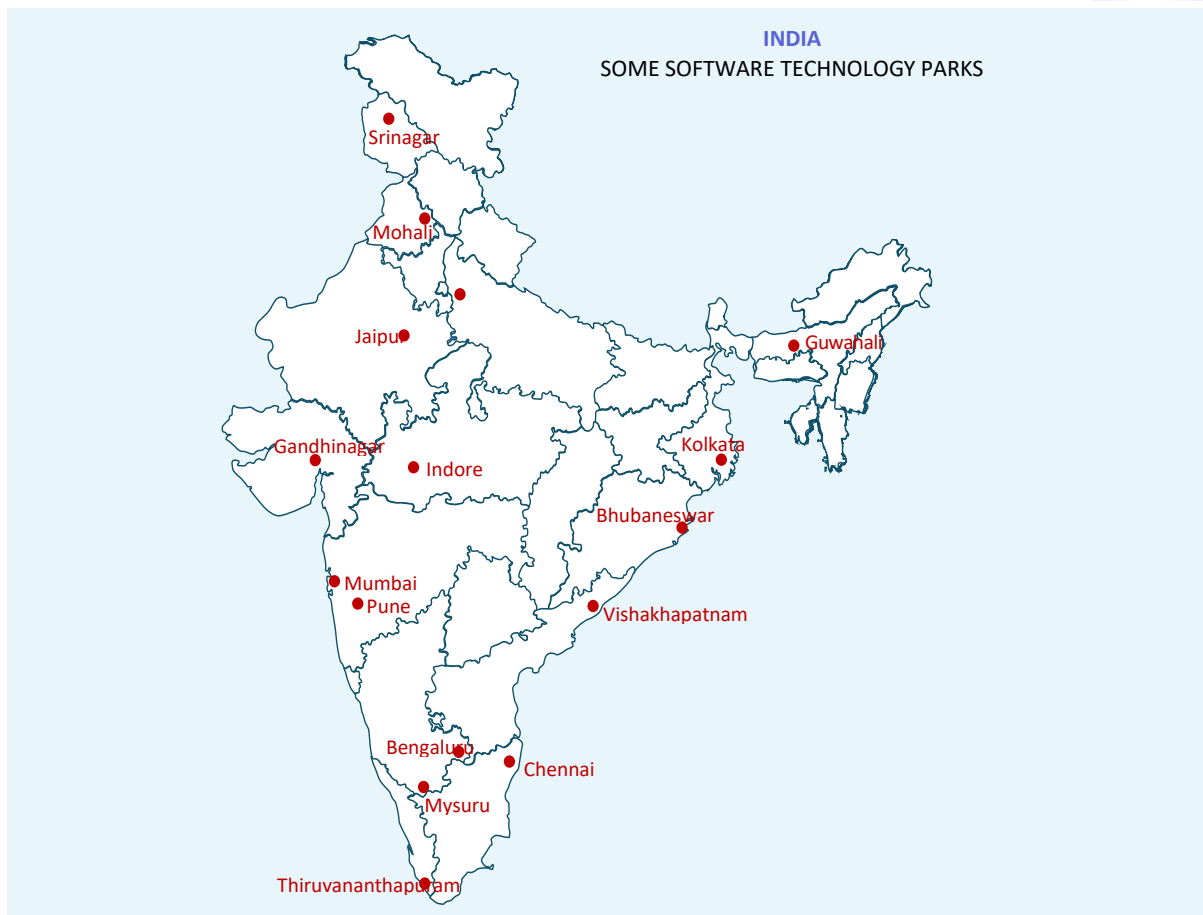 INDIA
SOME SOFTWARE TECHNOLOGY PARKS
Srinagar
Mohali
Jaipur
Guwahali
Gandhinagar
Indore
Kolkata
Bhubaneswar
Mumbai
Pune
Vishakhapatnam
Bengaluru
Chennai
Mysuru
Thiruvananthapuram